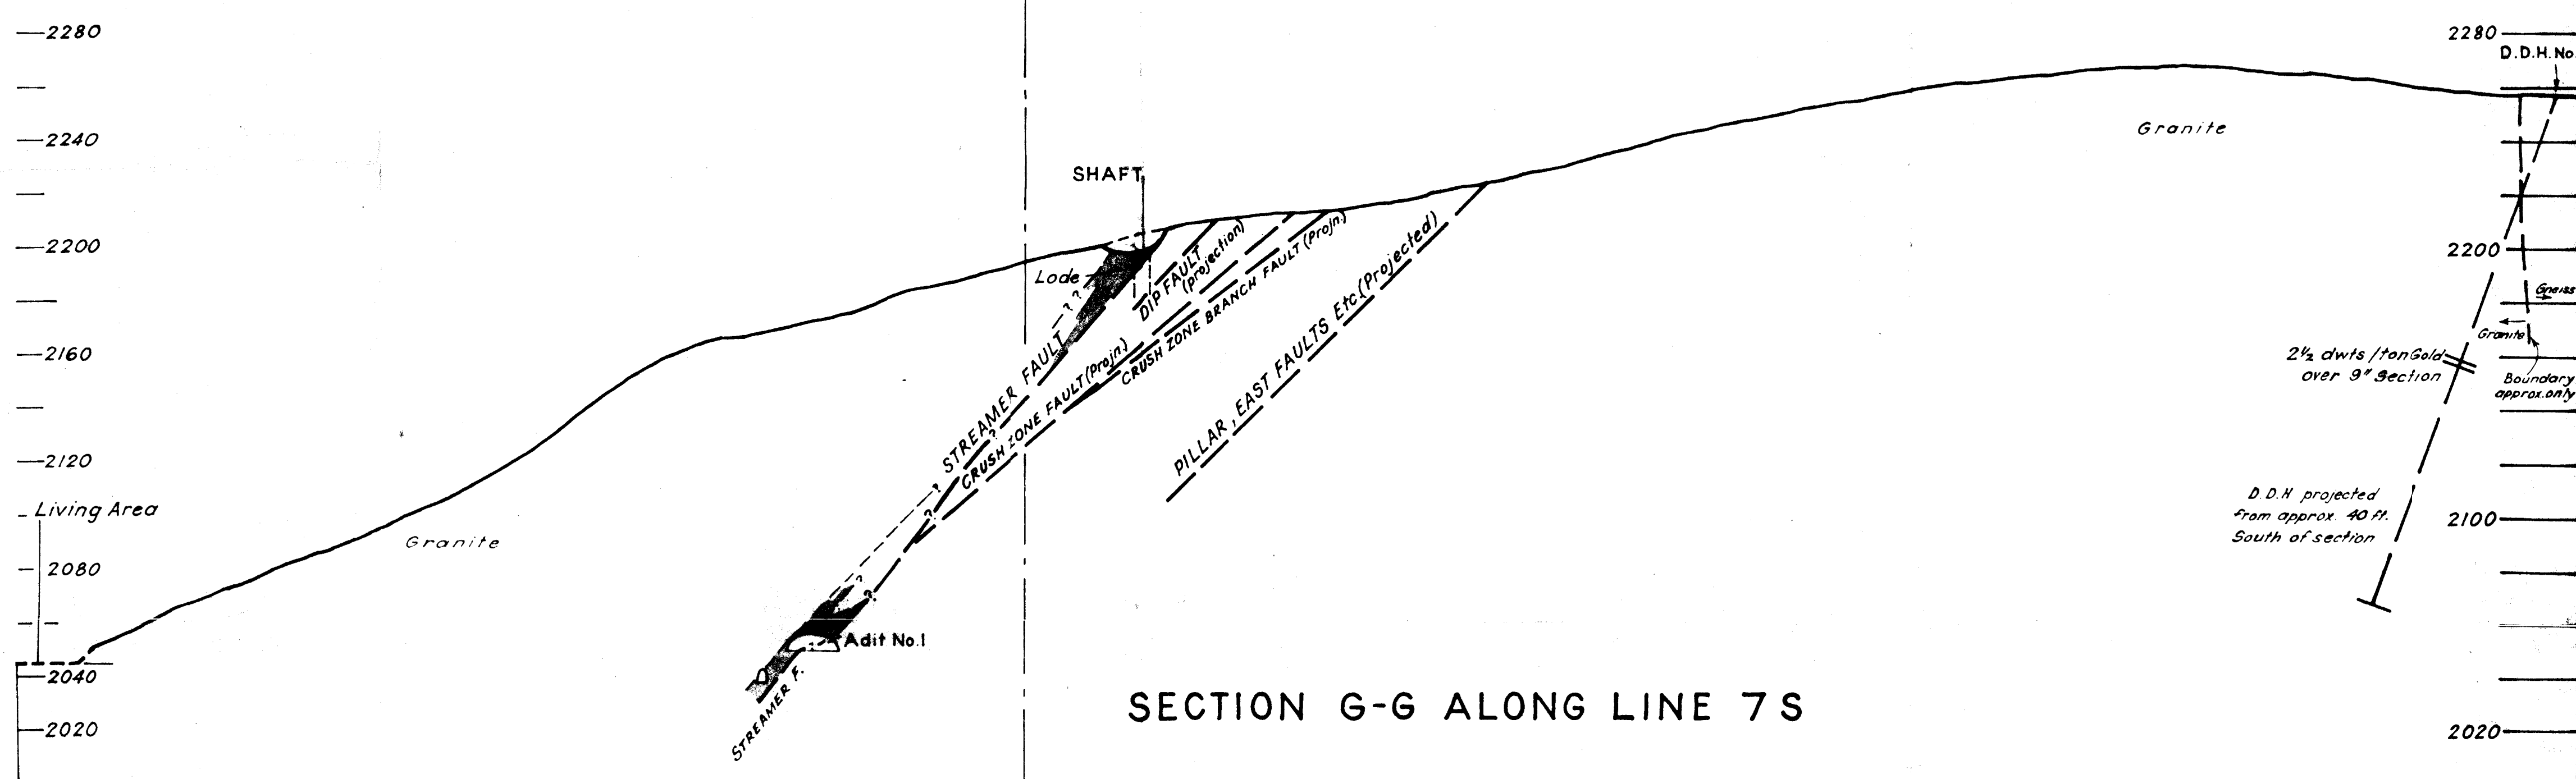 2280
2240
2200
2160
2120
Living Area
2080
2040
2020
Granite
SHAFT
Lode
? ?
STREAMER FAULT
DIP FAULT
(projection)
CRUSH ZONE FAULT (Projn.)
CRUSH ZONE BRANCH FAULT (Projn.)
PILLAR, EAST FAULTS Etc.(Projected)
?
?
?
?
?
Adit No.1
STREAMER F.
Granite
2280
D.D.H. No.
2200
Gneiss
Granite
2½ dwts/ton Gold
over 9" Section
Boundary
approx. only
D.D.H projected
from approx. 40 ft.
South of section
2100
2020
SECTION G-G ALONG LINE 7S